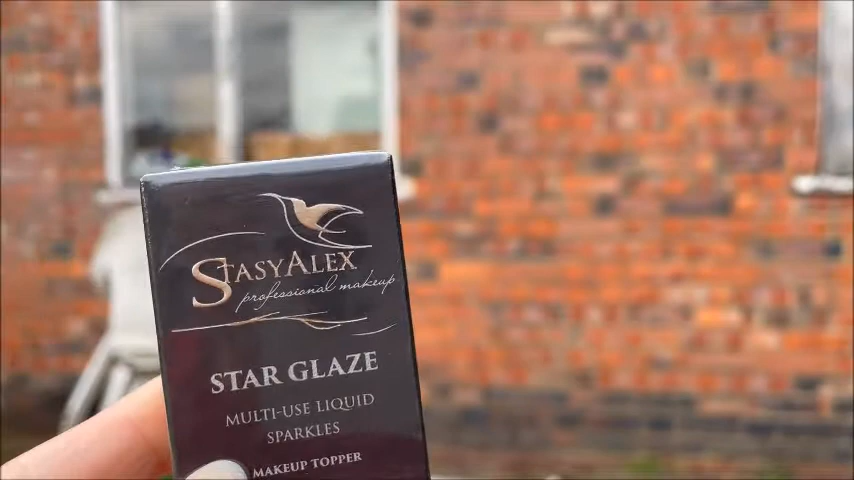 STASYALEX
professional makeup
STAR GLAZE
MULTI-USE LIQUID
SPARKLES
MAKEUP TOPPER